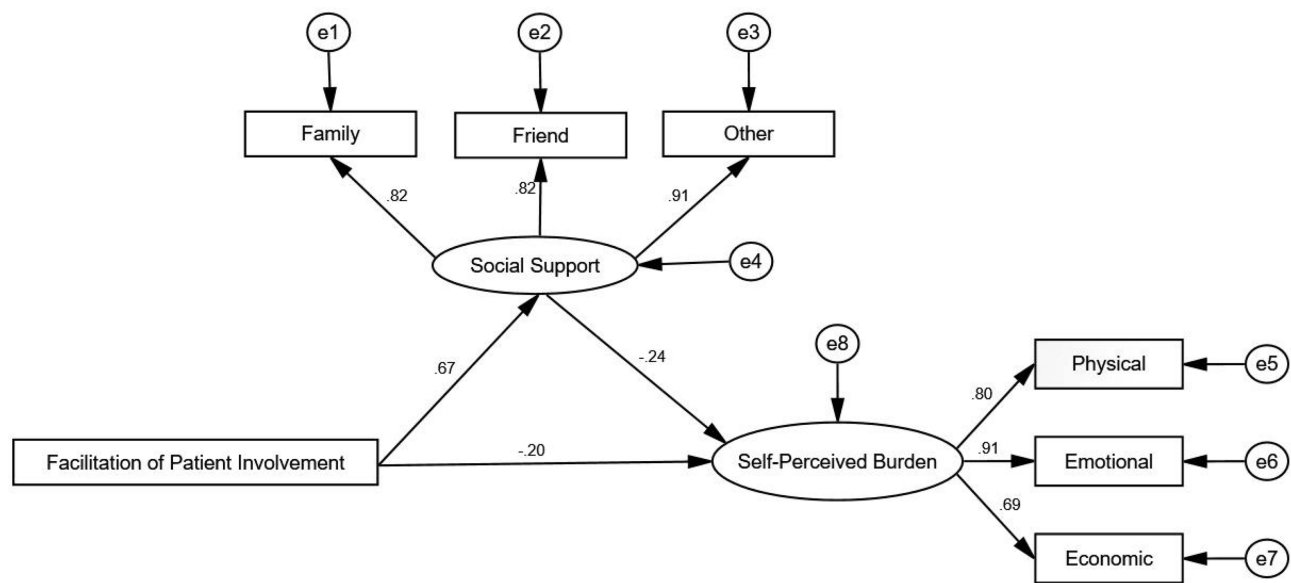 e1
e2
e3
Family
Friend
Other
.82
.82
.91
Social Support
e4
.67
-.24
e8
Physical
e5
.80
Facilitation of Patient Involvement
-.20
Self-Perceived Burden
.91
Emotional
e6
.69
Economic
e7